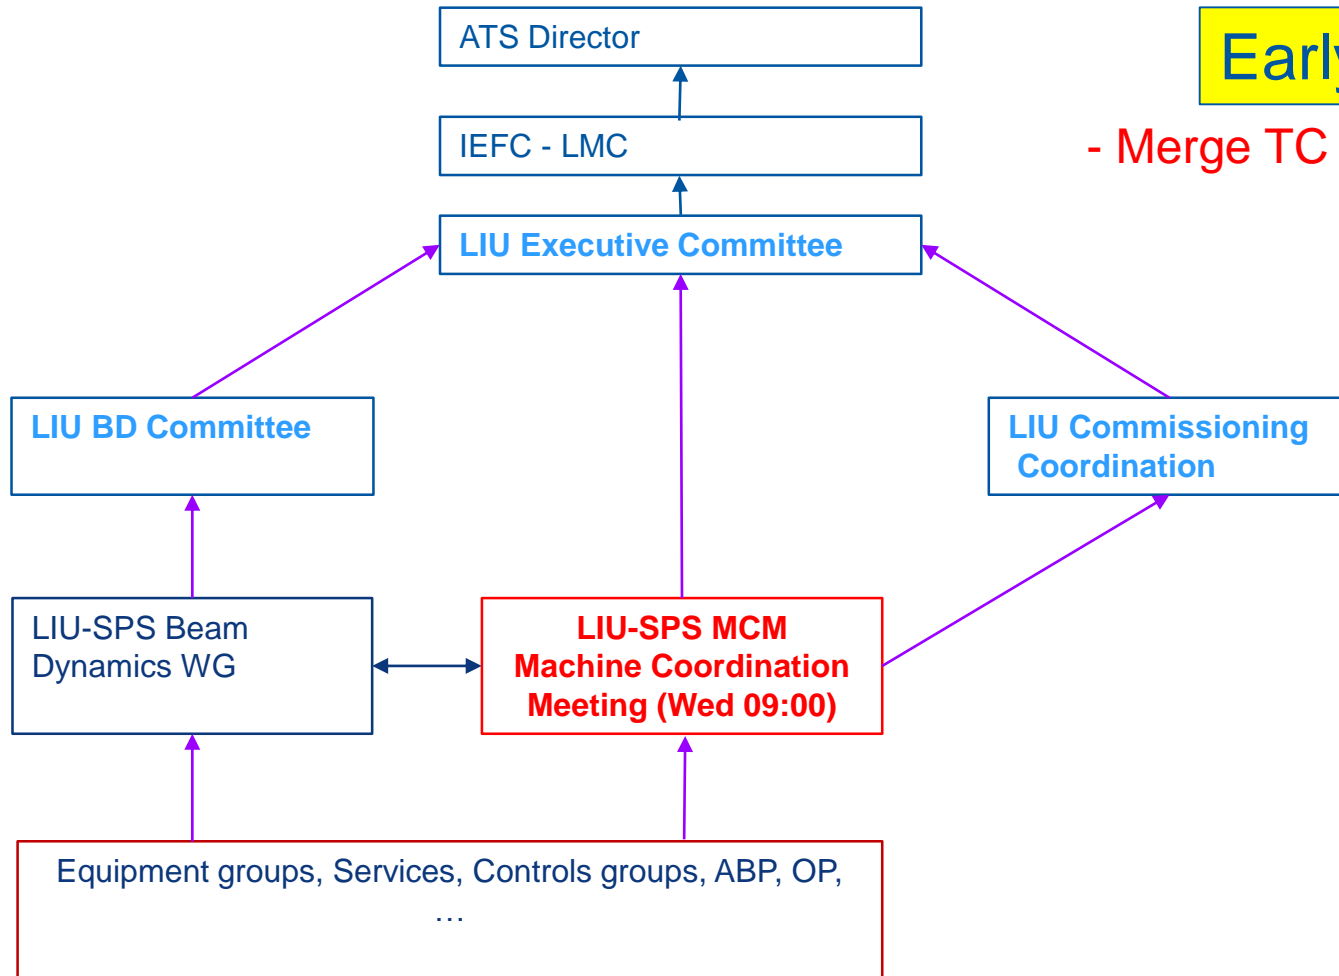 ATS Director
Early
- Merge TC
IEFC - LMC
LIU Executive Committee
LIU BD Committee
LIU Commissioning
Coordination
LIU-SPS Beam
Dynamics WG
LIU-SPS MCM
Machine Coordination
Meeting (Wed 09:00)
Equipment groups, Services, Controls groups, ABP, OP,
…